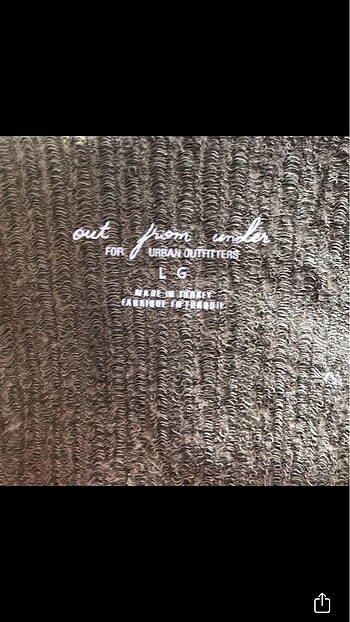 out from under
FOR URBAN OUTFITTERS
L G
MADE IN TURKEY
FABRIQUE EN TURQUIE